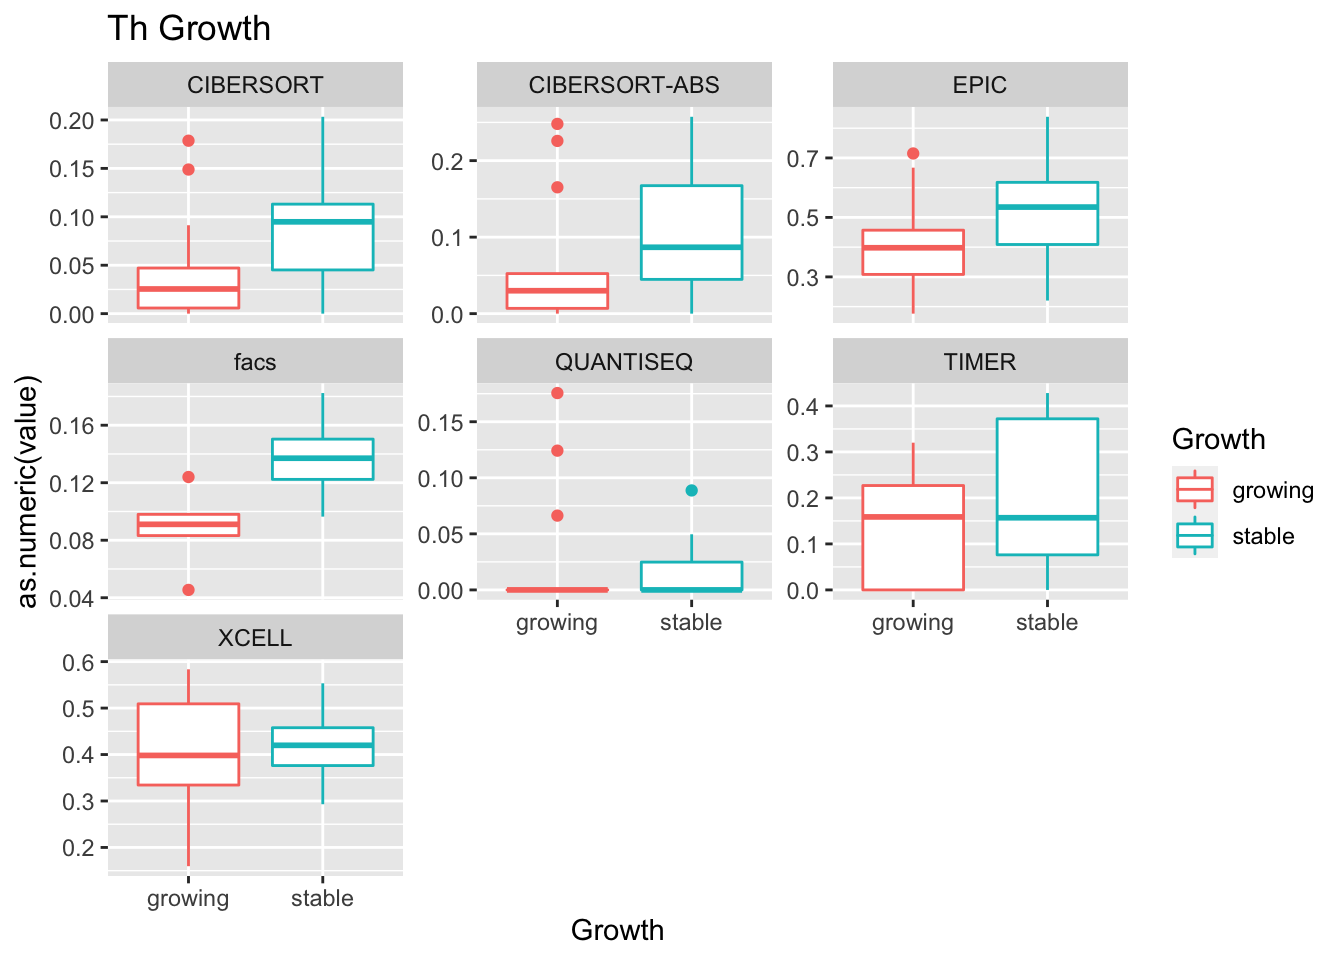 Th Growth
CIBERSORT
CIBERSORT-ABS
EPIC
0.20
0.15
0.10
0.05
0.00
0.2
0.1
0.0
0.7
0.5
0.3
as.numeric(value)
facs
QUANTISEQ
TIMER
0.16
0.12
0.08
0.04
0.15
0.10
0.05
0.00
growing stable
0.4
0.3
0.2
0.1
0.0
growing stable
XCELL
0.6
0.5
0.4
0.3
0.2
growing stable
Growth
Growth
growing
stable